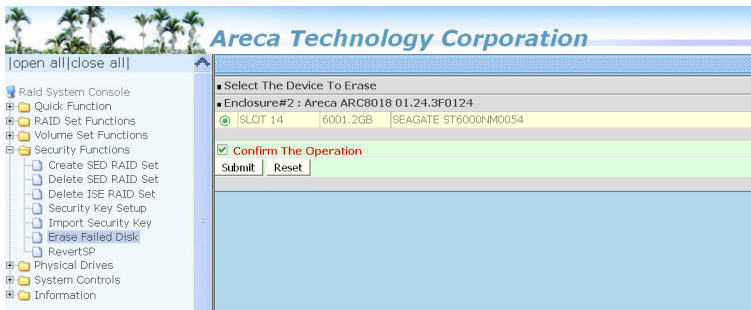 Areca Technology Corporation
|open all|close all|
Raid System Console
Quick Function
RAID Set Functions
Volume Set Functions
Security Functions
Create SED RAID Set
Delete SED RAID Set
Delete ISE RAID Set
Security Key Setup
Import Security Key
Erase Failed Disk
RevertSP
Physical Drives
System Controls
Information
Select The Device To Erase
Enclosure#2 : Areca ARC8018 01.24.3F0124
SLOT 14 6001.2GB SEAGATE ST6000NM0054
Confirm The Operation
Submit Reset